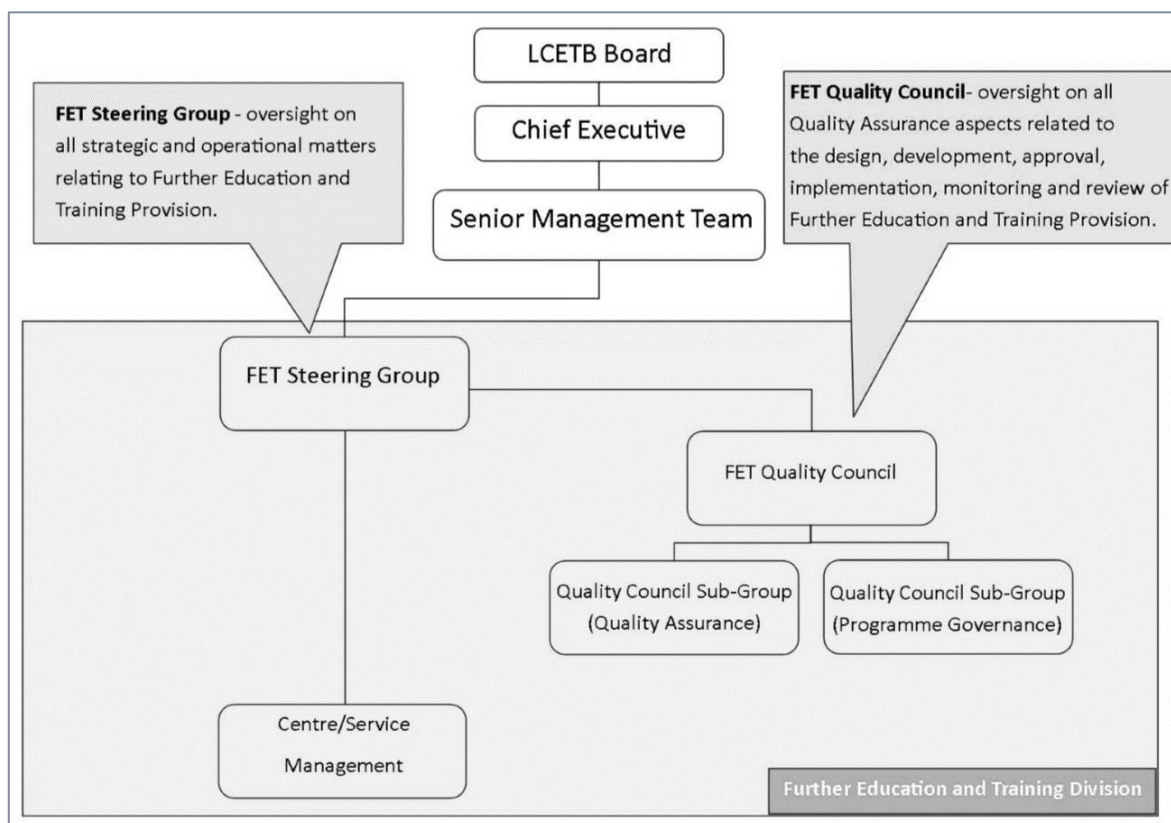 LCETB Board
FET Steering Group - oversight on
all strategic and operational matters
relating to Further Education and
Training Provision.
Chief Executive
FET Quality Council- oversight on all
Quality Assurance aspects related to
the design, development, approval,
implementation, monitoring and review of
Further Education and Training Provision.
Senior Management Team
FET Steering Group
FET Quality Council
Quality Council Sub-Group
(Quality Assurance)
Quality Council Sub-Group
(Programme Governance)
Centre/Service
Management
Further Education and Training Division